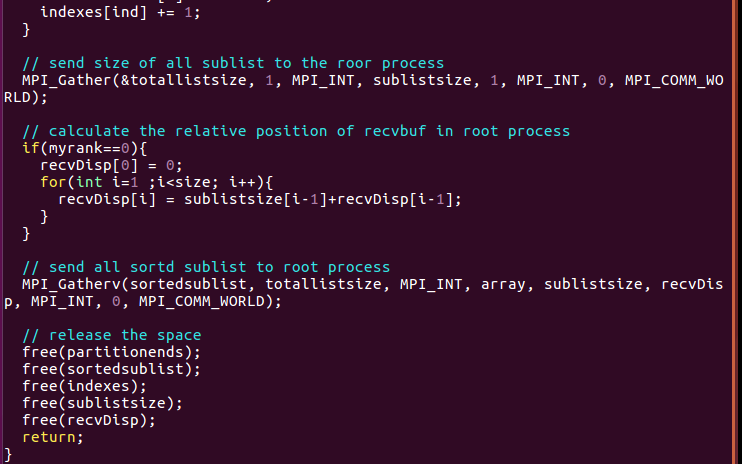 indexes[ind] += 1;
}
// send size of all sublist to the roor process
MPI_Gather(&totallistsize, 1, MPI_INT, sublistsize, 1, MPI_INT, 0, MPI_COMM_WO
RLD);
// calculate the relative position of recvbuf in root process
if(myrank==0){
recvDisp[0] = 0;
for(int i=1 ;i<size; i++){
recvDisp[i] = sublistsize[i-1]+recvDisp[i-1];
}
}
// send all sortd sublist to root process
MPI_Gatherv(sortedsublist, totallistsize, MPI_INT, array, sublistsize, recvDis
p, MPI_INT, 0, MPI_COMM_WORLD);
// release the space
free(partitionends);
free(sortedsublist);
free(indexes);
free(sublistsize);
free(recvDisp);
return;
}